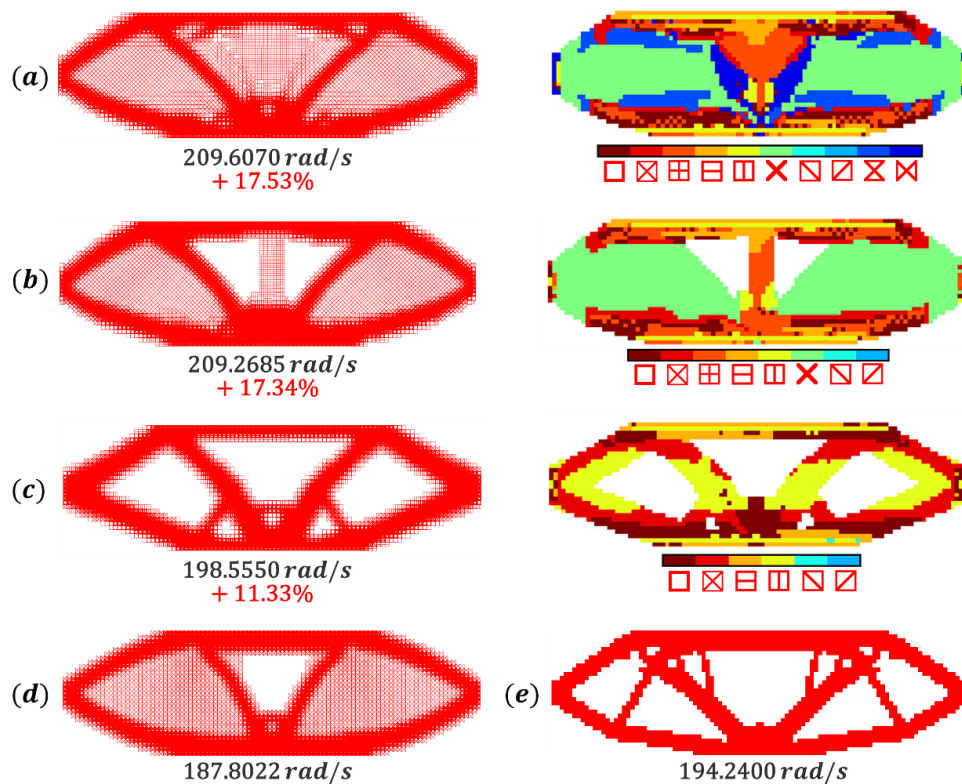 (a)
209.6070 rad/s
+ 17.53%
(b)
209.2685 rad/s
+ 17.34%
(c)
198.5550 rad/s
+ 11.33%
(d)
187.8022 rad/s
(e)
194.2400 rad/s